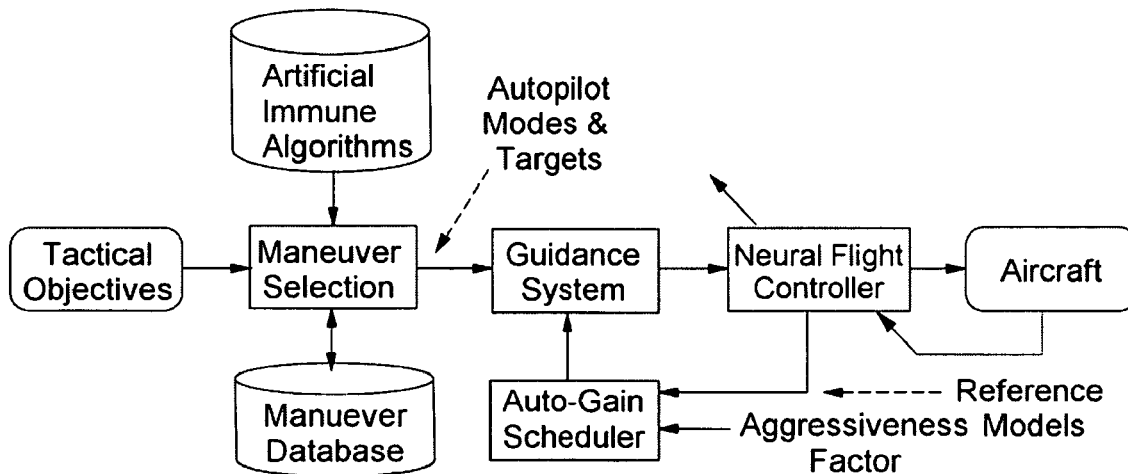 Artificial
Immune
Algorithms
Autopilot
Modes &
Targets
Tactical
Objectives
Maneuver
Selection
Guidance
System
Neural Flight
Controller
Aircraft
Manuever
Database
Auto-Gain
Scheduler
Reference
Aggressiveness Models
Factor